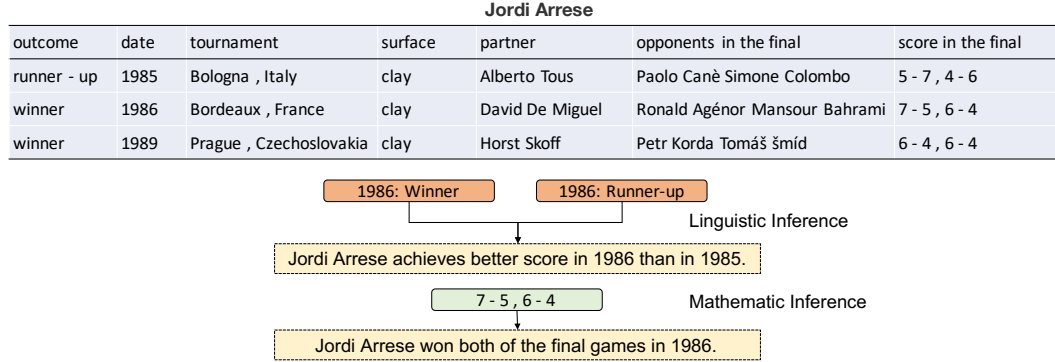 Jordi Arrese
outcome date tournament surface partner opponents in the final score in the final
runner - up 1985 Bologna , Italy clay Alberto Tous Paolo Canè Simone Colombo 5 - 7 , 4 - 6
winner 1986 Bordeaux , France clay David De Miguel Ronald Agénor Mansour Bahrami 7 - 5 , 6 - 4
winner 1989 Prague , Czechoslovakia clay Horst Skoff Petr Korda Tomáš šmíd 6 - 4 , 6 - 4
1986: Winner 1986: Runner-up
Linguistic Inference
Jordi Arrese achieves better score in 1986 than in 1985.
7 - 5 , 6 - 4 Mathematic Inference
Jordi Arrese won both of the final games in 1986.